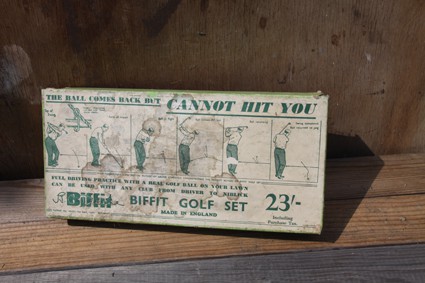 THE BALL COMES BACK BUT CANNOT HIT YOU
FULL DRIVING PRACTICE WITH A REAL GOLF BALL ON YOUR LAWN
CAN BE USED WITH ANY CLUB FROM DRIVER TO NIBLICK
Biffit BIFFIT GOLF SET 23/-
MADE IN ENGLAND
Including
Purchase Tax